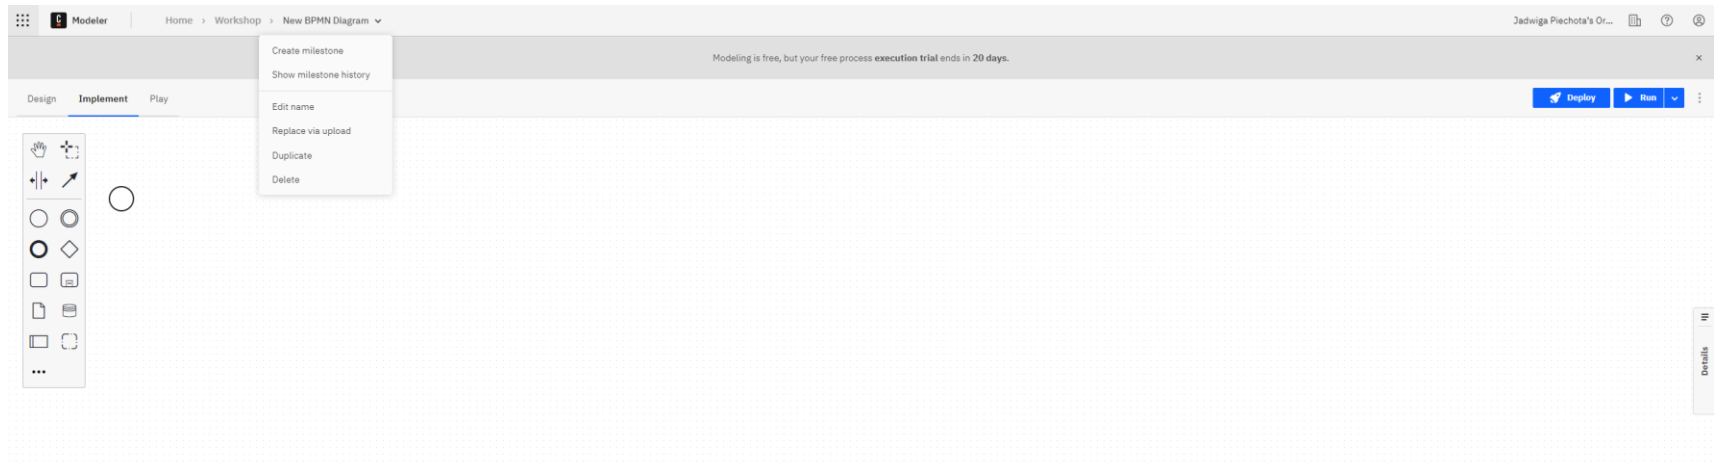 Modeler
Home > Workshop > New BPMN Diagram
Jadwiga Piechota's Or...
Create milestone
Show milestone history
Edit name
Replace via upload
Duplicate
Delete
Modeling is free, but your free process execution trial ends in 20 days.
Design Implement Play
Deploy Run
Details